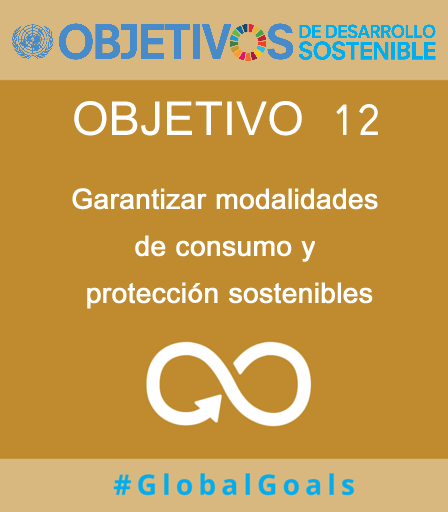 OBJETIVOS DE DESARROLLO SOSTENIBLE
OBJETIVO 12
Garantizar modalidades
de consumo y
protección sostenibles
#GlobalGoals